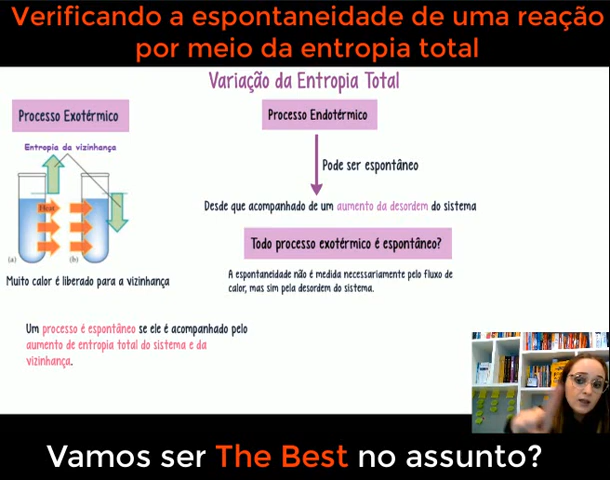 Verificando a espontaneidade de uma reação
por meio da entropia total
Variação da Entropia Total
Processo Exotérmico
Entropia da vizinhança
Heat
(a)
(b)
Muito calor é liberado para a vizinhança
Um processo é espontâneo se ele é acompanhado pelo
aumento de entropia total do sistema e da
vizinhança.
Processo Endotérmico
Pode ser espontâneo
Desde que acompanhado de um aumento da desordem do sistema
Todo processo exotérmico é espontâneo?
A espontaneidade não é medida necessariamente pelo fluxo de
calor, mas sim pela desordem do sistema.
Vamos ser The Best no assunto?